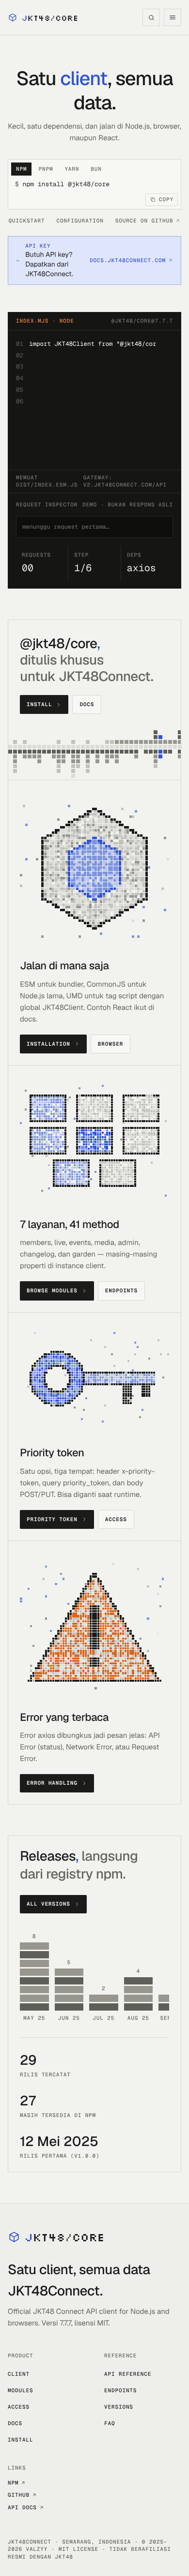 JKT48/CORE
Satu client, semua
data.
Kecil, satu dependensi, dan jalan di Node.js, browser,
maupun React.
NPM PNPM YARN BUN
$ npm install @jkt48/core
COPY
QUICKSTART CONFIGURATION SOURCE ON GITHUB ↗
API KEY
Butuh API key?
Dapatkan dari
JKT48Connect.
DOCS.JKT48CONNECT.COM ↗
INDEX.MJS · NODE @JKT48/CORE@7.7.7
01 import JKT48Client from "@jkt48/cor
02
03
04
05
06
MEMUAT
DIST/INDEX.ESM.JS
GATEWAY:
V2.JKT48CONNECT.COM/API
REQUEST INSPECTOR DEMO · BUKAN RESPONS ASLI
menunggu request pertama…
REQUESTS STEP DEPS
00 1/6 axios
@jkt48/core,
ditulis khusus
untuk JKT48Connect.
INSTALL DOCS
Jalan di mana saja
ESM untuk bundler, CommonJS untuk
Node.js lama, UMD untuk tag script dengan
global JKT48Client. Contoh React ikut di
docs.
INSTALLATION BROWSER
7 layanan, 41 method
members, live, events, media, admin,
changelog, dan garden — masing-masing
properti di instance client.
BROWSE MODULES ENDPOINTS
Priority token
Satu opsi, tiga tempat: header x-priority-
token, query priority_token, dan body
POST/PUT. Bisa diganti saat runtime.
PRIORITY TOKEN ACCESS
Error yang terbaca
Error axios dibungkus jadi pesan jelas: API
Error (status), Network Error, atau Request
Error.
ERROR HANDLING
Releases, langsung
dari registry npm.
ALL VERSIONS
8
5
2
4
MAY 25 JUN 25 JUL 25 AUG 25
29
RILIS TERCATAT
27
MASIH TERSEDIA DI NPM
12 Mei 2025
RILIS PERTAMA (V1.0.0)
JKT48/CORE
Satu client, semua data
JKT48Connect.
Official JKT48 Connect API client for Node.js and
browsers. Versi 7.7.7, lisensi MIT.
PRODUCT REFERENCE
CLIENT API REFERENCE
MODULES ENDPOINTS
ACCESS VERSIONS
DOCS FAQ
INSTALL
LINKS
NPM ↗
GITHUB ↗
API DOCS ↗
JKT48CONNECT · SEMARANG, INDONESIA · © 2025–
2026 VALZYY · MIT LICENSE · TIDAK BERAFILIASI
RESMI DENGAN JKT48